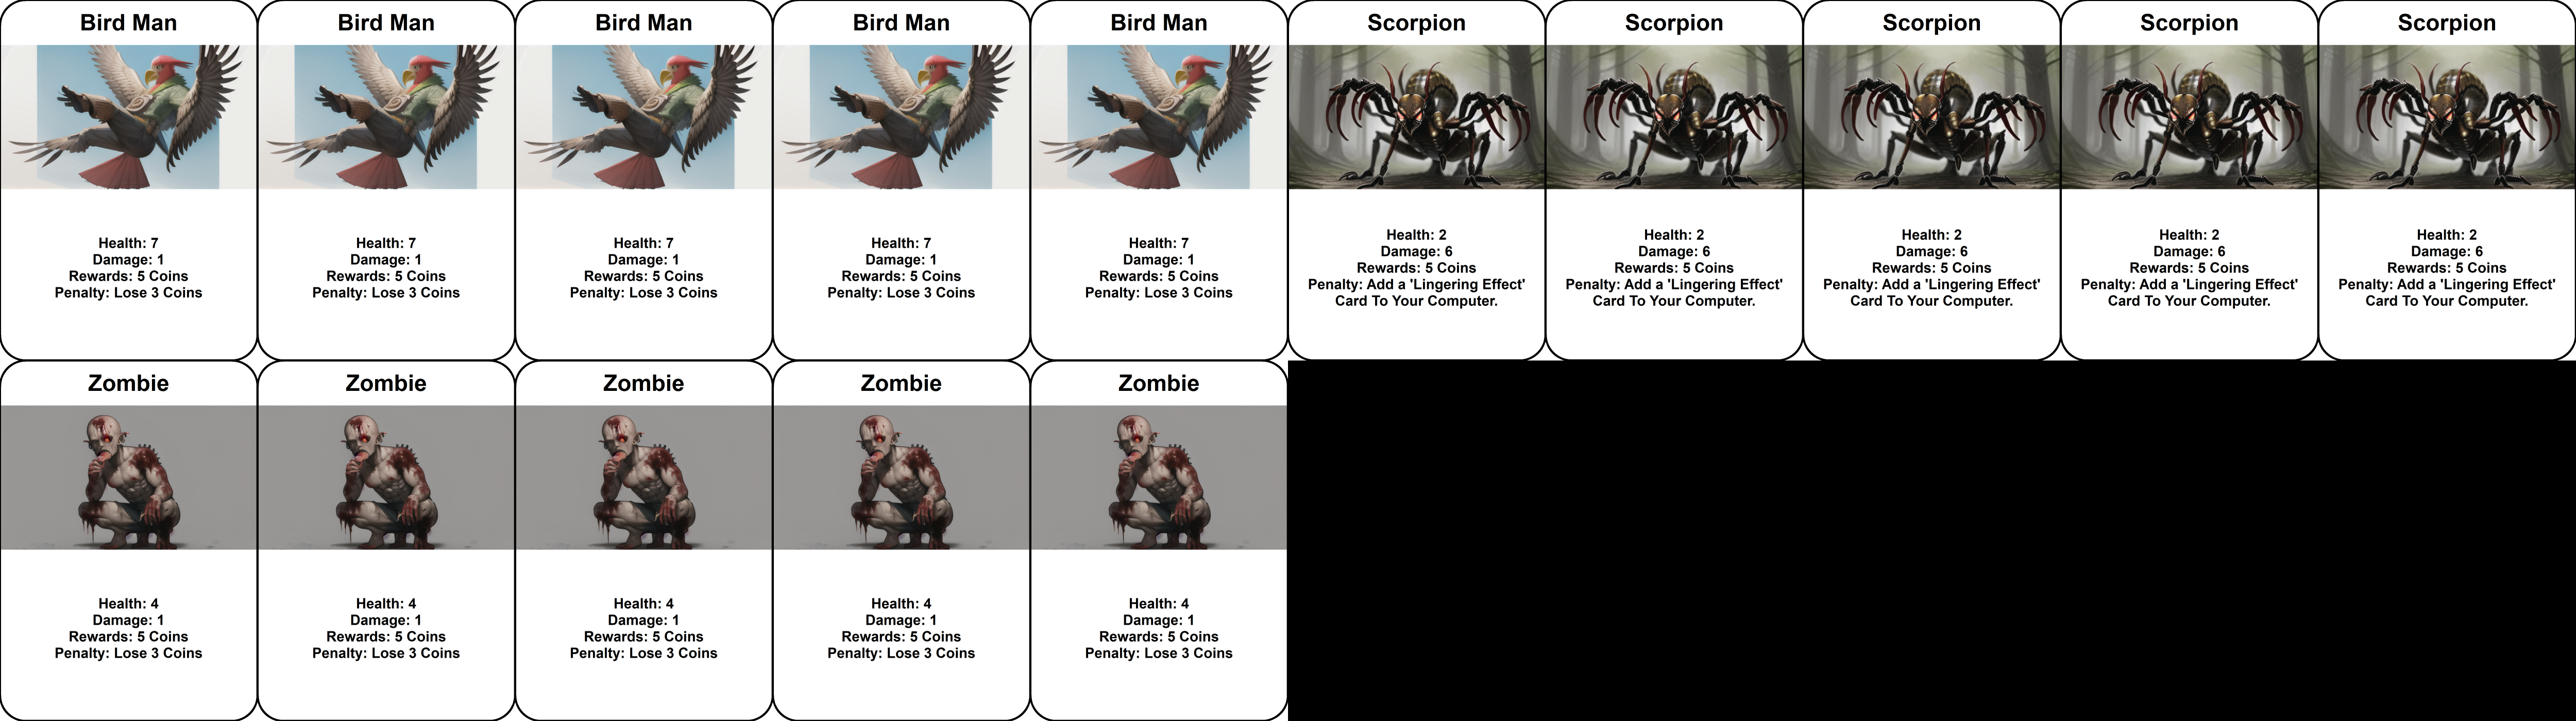 Bird Man
Health: 7
Damage: 1
Rewards: 5 Coins
Penalty: Lose 3 Coins
Bird Man
Health: 7
Damage: 1
Rewards: 5 Coins
Penalty: Lose 3 Coins
Bird Man
Health: 7
Damage: 1
Rewards: 5 Coins
Penalty: Lose 3 Coins
Bird Man
Health: 7
Damage: 1
Rewards: 5 Coins
Penalty: Lose 3 Coins
Bird Man
Health: 7
Damage: 1
Rewards: 5 Coins
Penalty: Lose 3 Coins
Scorpion
Health: 2
Damage: 6
Rewards: 5 Coins
Penalty: Add a 'Lingering Effect'
Card To Your Computer.
Scorpion
Health: 2
Damage: 6
Rewards: 5 Coins
Penalty: Add a 'Lingering Effect'
Card To Your Computer.
Scorpion
Health: 2
Damage: 6
Rewards: 5 Coins
Penalty: Add a 'Lingering Effect'
Card To Your Computer.
Scorpion
Health: 2
Damage: 6
Rewards: 5 Coins
Penalty: Add a 'Lingering Effect'
Card To Your Computer.
Scorpion
Health: 2
Damage: 6
Rewards: 5 Coins
Penalty: Add a 'Lingering Effect'
Card To Your Computer.
Zombie
Health: 4
Damage: 1
Rewards: 5 Coins
Penalty: Lose 3 Coins
Zombie
Health: 4
Damage: 1
Rewards: 5 Coins
Penalty: Lose 3 Coins
Zombie
Health: 4
Damage: 1
Rewards: 5 Coins
Penalty: Lose 3 Coins
Zombie
Health: 4
Damage: 1
Rewards: 5 Coins
Penalty: Lose 3 Coins
Zombie
Health: 4
Damage: 1
Rewards: 5 Coins
Penalty: Lose 3 Coins